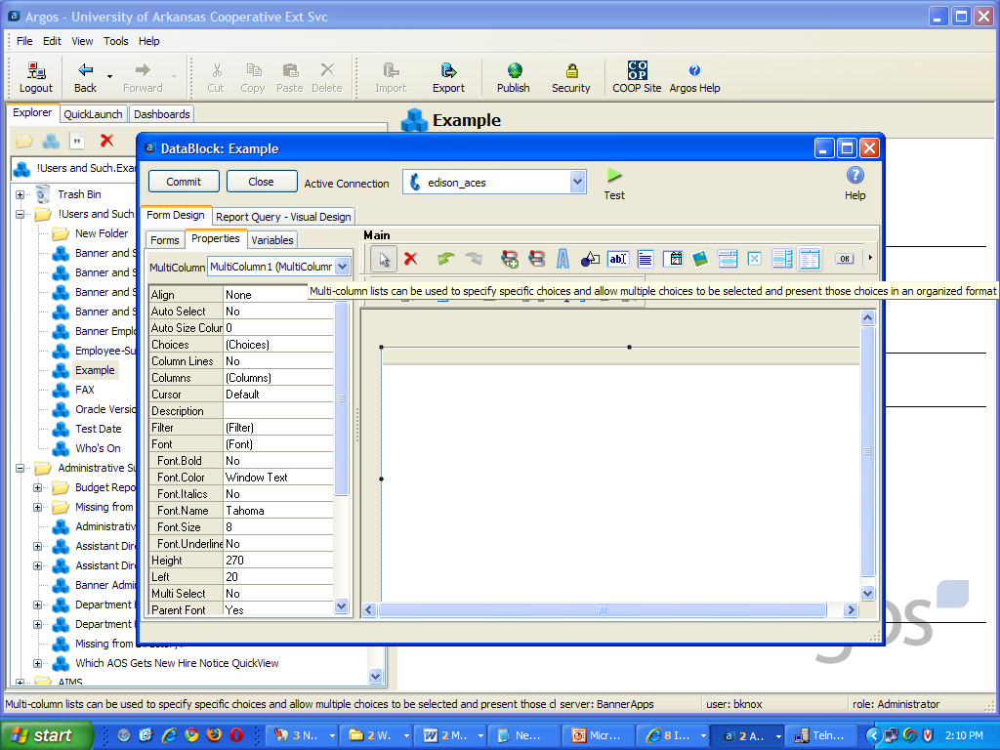 Argos - University of Arkansas Cooperative Ext Svc
File Edit View Tools Help
Logout Back Forward Cut Copy Paste Delete Import Export Publish Security COOP Site Argos Help
CO
OP
Explorer QuickLaunch Dashboards
Example
!Users and Such.Exar
Trash Bin
!Users and Such
New Folder
Banner and S
Banner and S
Banner and S
Banner and S
Banner Emplo
Employee-Su
Example
FAX
Oracle Versio
Test Date
Who's On
Administrative Su
Budget Repo
Missing from
Administrativ
Assistant Dire
Assistant Dire
Banner Admi
Department H
Department H
Missing from Directory?
Which AOS Gets New Hire Notice QuickView
AIMS
DataBlock: Example
Commit Close Active Connection edison_aces Test Help
Form Design Report Query - Visual Design
Forms Properties Variables
Main
MultiColumn MultiColumn1 (MultiColumn
OK
Multi-column lists can be used to specify specific choices and allow multiple choices to be selected and present those choices in an organized format
Align None
Auto Select No
Auto Size Colum 0
Choices (Choices)
Column Lines No
Columns (Columns)
Cursor Default
Description
Filter (Filter)
Font (Font)
Font.Bold No
Font.Color Window Text
Font.Italics No
Font.Name Tahoma
Font.Size 8
Font.Underline No
Height 270
Left 20
Multi Select No
Parent Font Yes
gos
Multi-column lists can be used to specify specific choices and allow multiple choices to be selected and present those cl server: BannerApps user: bknox role: Administrator
start 3 N... 2 W... 2 M... Ne... Micr... 8 I... 2 A... Teln... 2:10 PM